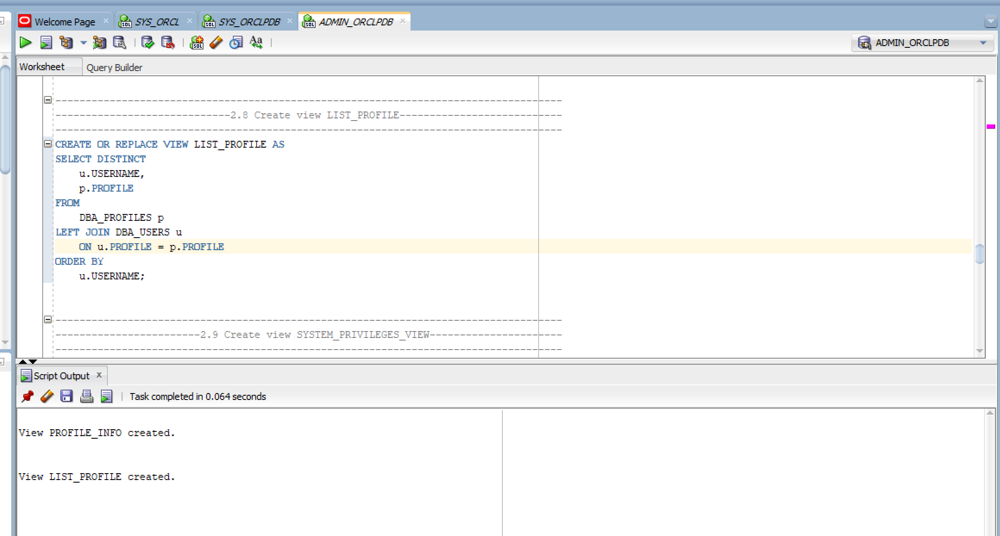 Welcome Page SYS_ORCL SYS_ORCLPDB ADMIN_ORCLPDB
ADMIN_ORCLPDB
Worksheet Query Builder
------------------------------------------------------------------------------------
-----------------------------2.8 Create view LIST_PROFILE---------------------------
------------------------------------------------------------------------------------
CREATE OR REPLACE VIEW LIST_PROFILE AS
SELECT DISTINCT
    u.USERNAME,
    p.PROFILE
FROM
    DBA_PROFILES p
LEFT JOIN DBA_USERS u
    ON u.PROFILE = p.PROFILE
ORDER BY
    u.USERNAME;
------------------------------------------------------------------------------------
------------------------2.9 Create view SYSTEM_PRIVILEGES_VIEW----------------------
------------------------------------------------------------------------------------
Script Output x
Task completed in 0.064 seconds
View PROFILE_INFO created.
View LIST_PROFILE created.